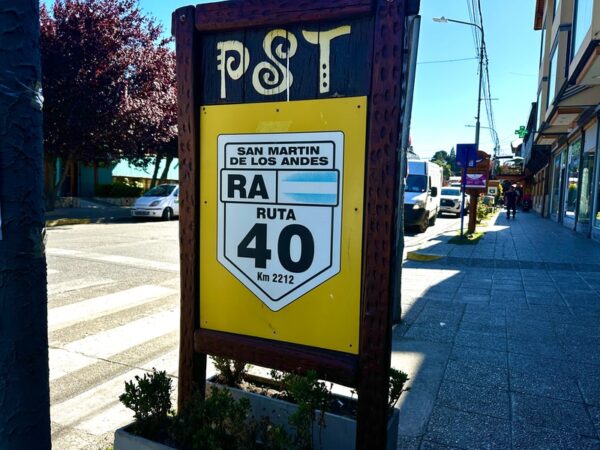 PST
SAN MARTIN
DE LOS ANDES
RA
RUTA
40
Km 2212